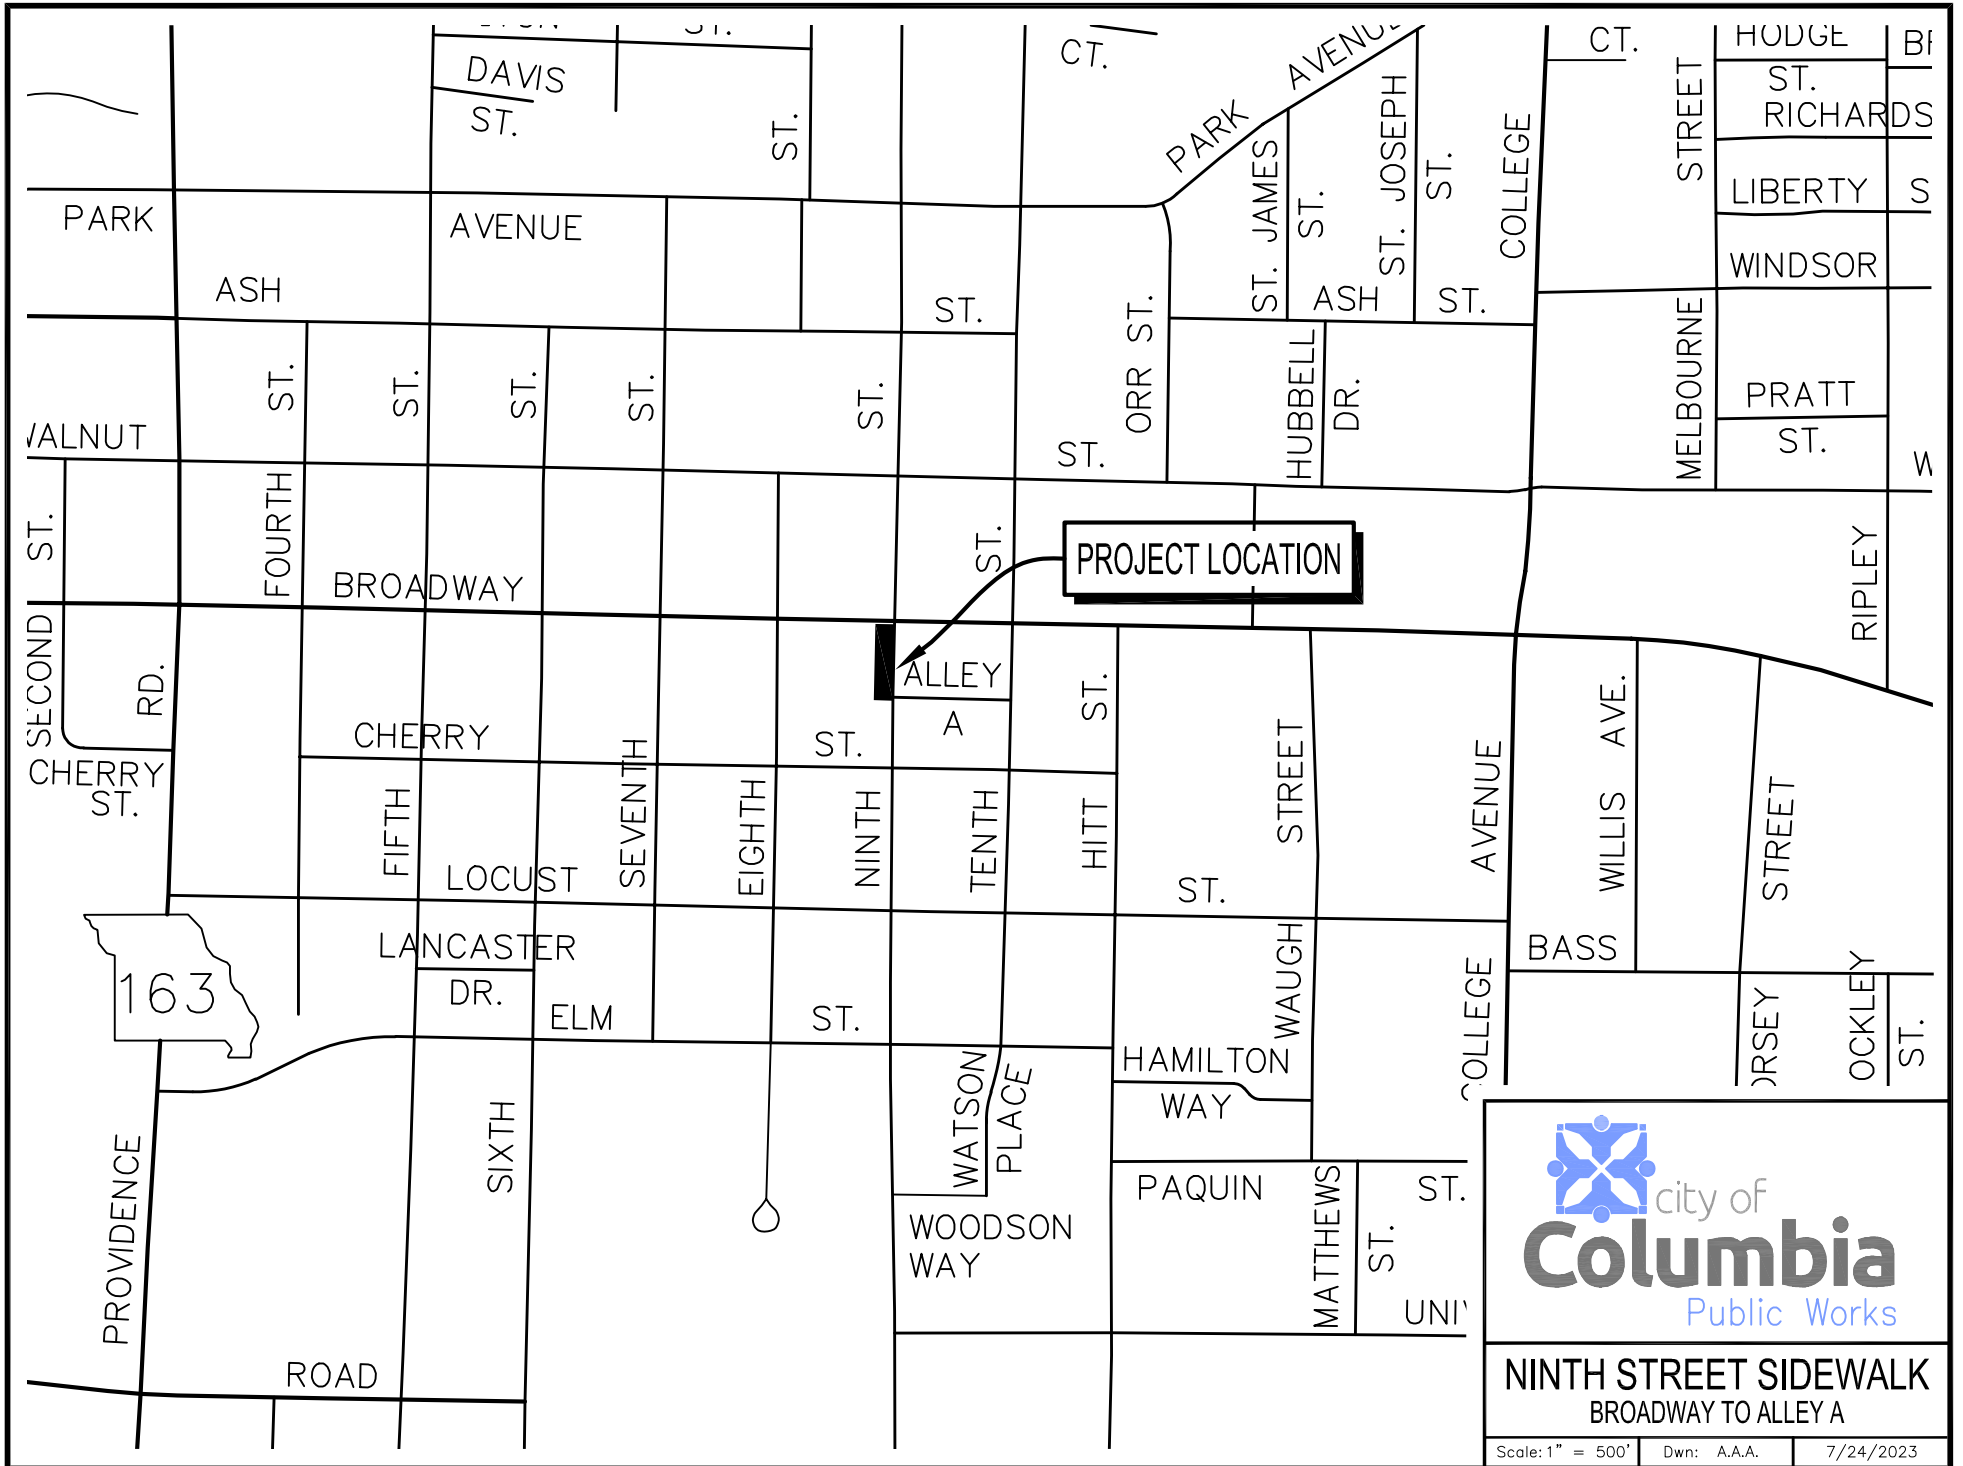 ST.
CT.
AVENUE
CT.
HODGE
DAVIS
ST.
ST.
PARK
ST. JAMES
ST.
ST. JOSEPH
ST.
COLLEGE
STREET
ST.
RICHARDS
LIBERTY
S
WINDSOR
PARK
AVENUE
ASH
ST.
ASH
ST.
ST.
ST.
ST.
ST.
ST.
ORR ST.
HUBBELL
DR.
MELBOURNE
PRATT
ST.
ST.
W
FOURTH
ST.
SECOND
BROADWAY
ST.
PROJECT LOCATION
RIPLEY
RD.
ALLEY
A
ST.
CHERRY
ST.
CHERRY
ST.
STREET
AVENUE
WILLIS AVE.
STREET
FIFTH
SEVENTH
EIGHTH
NINTH
TENTH
HITT
LOCUST
ST.
LANCASTER
DR.
163
ELM
ST.
WAUGH
COLLEGE
BASS
ORSEY
OCKLEY
ST.
WATSON
PLACE
HAMILTON
WAY
SIXTH
PROVIDENCE
PAQUIN
ST.
MATTHEWS
ST.
WOODSON
WAY
UNI
ROAD
city of
Columbia
Public Works
NINTH STREET SIDEWALK
BROADWAY TO ALLEY A
Scale: 1" = 500' Dwn: A.A.A. 7/24/2023